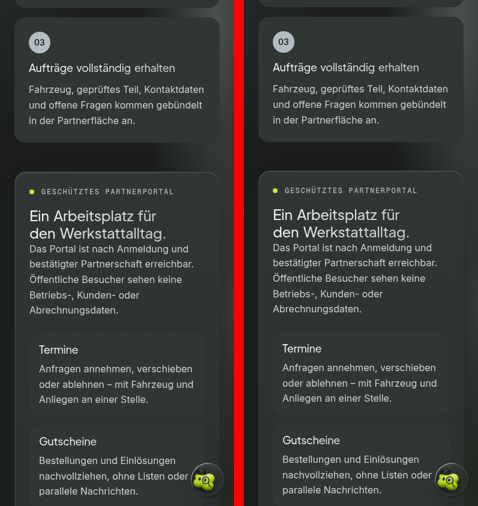 03
Aufträge vollständig erhalten
Fahrzeug, geprüftes Teil, Kontaktdaten
und offene Fragen kommen gebündelt
in der Partnerfläche an.
GESCHÜTZTES PARTNERPORTAL
Ein Arbeitsplatz für
den Werkstattalltag.
Das Portal ist nach Anmeldung und
bestätigter Partnerschaft erreichbar.
Öffentliche Besucher sehen keine
Betriebs-, Kunden- oder
Abrechnungsdaten.
Termine
Anfragen annehmen, verschieben
oder ablehnen – mit Fahrzeug und
Anliegen an einer Stelle.
Gutscheine
Bestellungen und Einlösungen
nachvollziehen, ohne Listen oder
parallele Nachrichten.
03
Aufträge vollständig erhalten
Fahrzeug, geprüftes Teil, Kontaktdaten
und offene Fragen kommen gebündelt
in der Partnerfläche an.
GESCHÜTZTES PARTNERPORTAL
Ein Arbeitsplatz für
den Werkstattalltag.
Das Portal ist nach Anmeldung und
bestätigter Partnerschaft erreichbar.
Öffentliche Besucher sehen keine
Betriebs-, Kunden- oder
Abrechnungsdaten.
Termine
Anfragen annehmen, verschieben
oder ablehnen – mit Fahrzeug und
Anliegen an einer Stelle.
Gutscheine
Bestellungen und Einlösungen
nachvollziehen, ohne Listen oder
parallele Nachrichten.